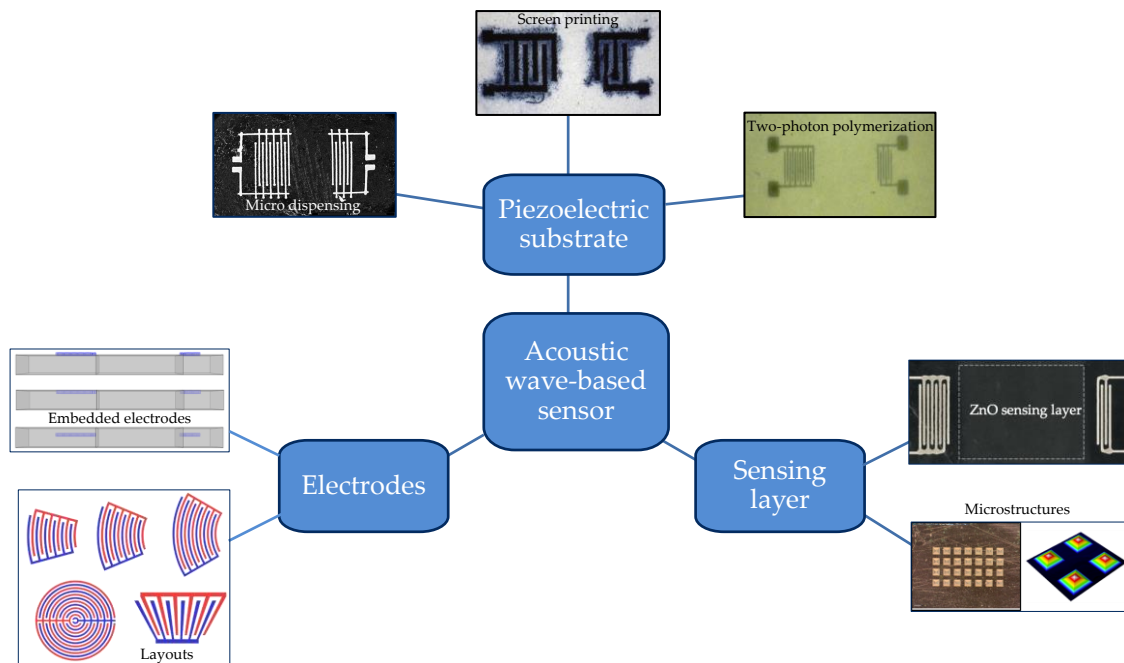 Screen printing
Two-photon polymerization
Micro dispensing
Piezoelectric
substrate
Acoustic
wave-based
sensor
Embedded electrodes
ZnO sensing layer
Electrodes
Sensing
layer
Microstructures
Layouts